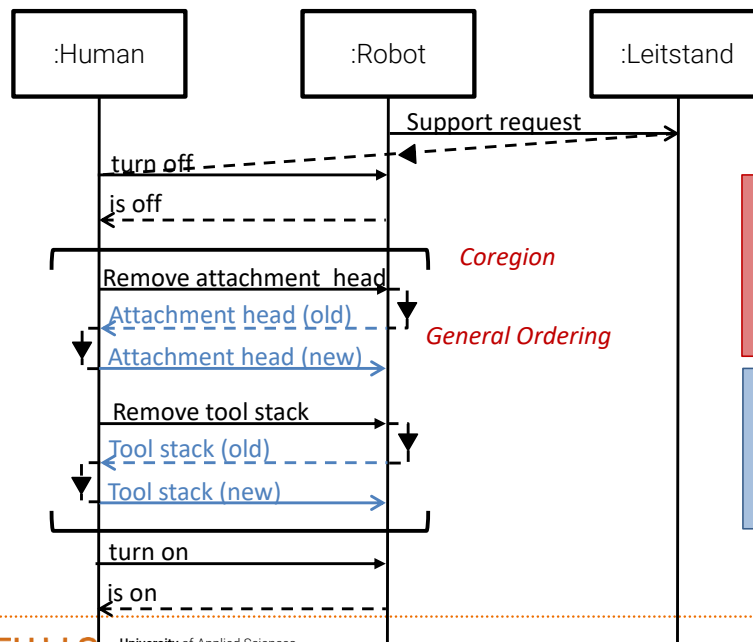 :Human
:Robot
:Leitstand
Support request
turn off
is off
Coregion
Remove attachment head
Attachment head (old)
General Ordering
Attachment head (new)
Remove tool stack
Tool stack (old)
Tool stack (new)
turn on
is on
University of Applied Sciences